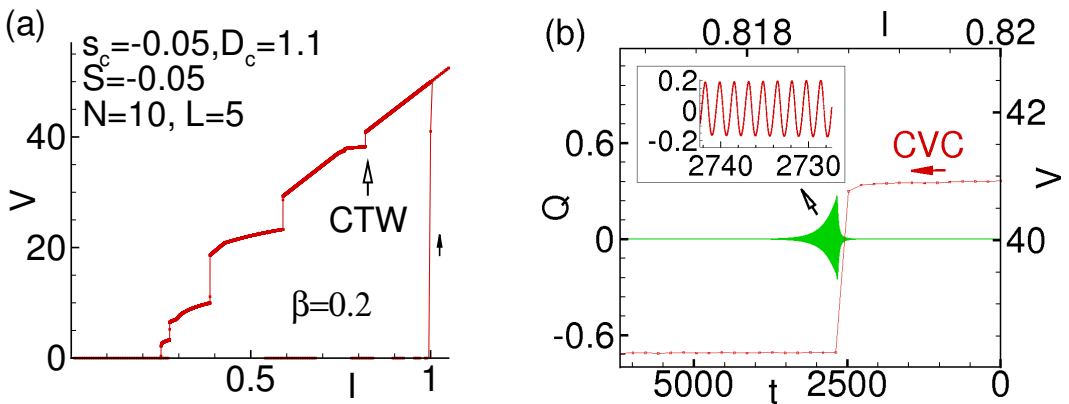 (a)
s_c=-0.05,D_c=1.1
S=-0.05
N=10, L=5
V
40
20
0
CTW
β=0.2
0.5
I
1
(b)
0.818
I
0.82
0.2
0
-0.2
2740
2730
CVC
Q
0.6
0
-0.6
42
40
V
5000
t
2500
0